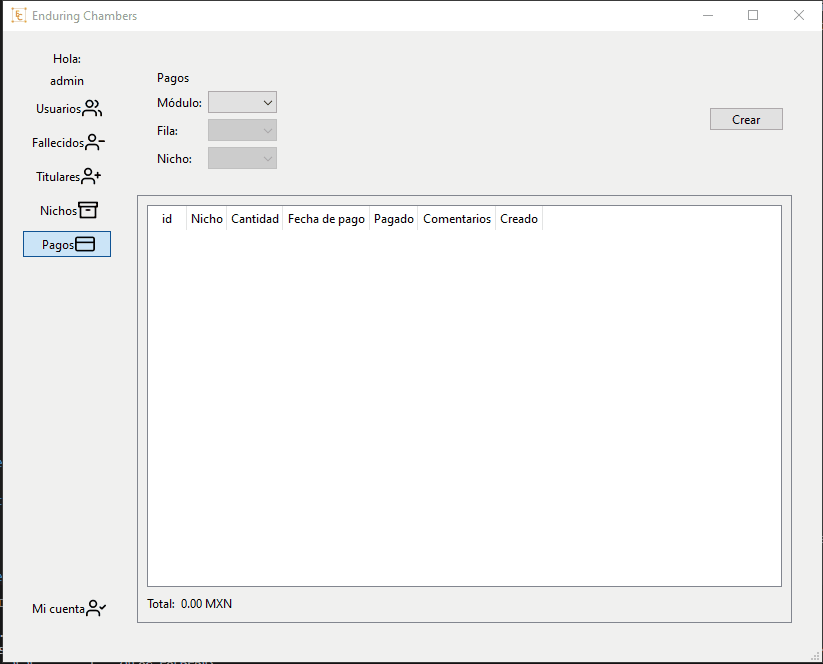 Enduring Chambers
Hola:
admin
Usuarios
Fallecidos
Titulares
Nichos
Pagos
Mi cuenta
Pagos
Módulo:
Fila:
Nicho:
Crear
id Nicho Cantidad Fecha de pago Pagado Comentarios Creado
Total: 0.00 MXN